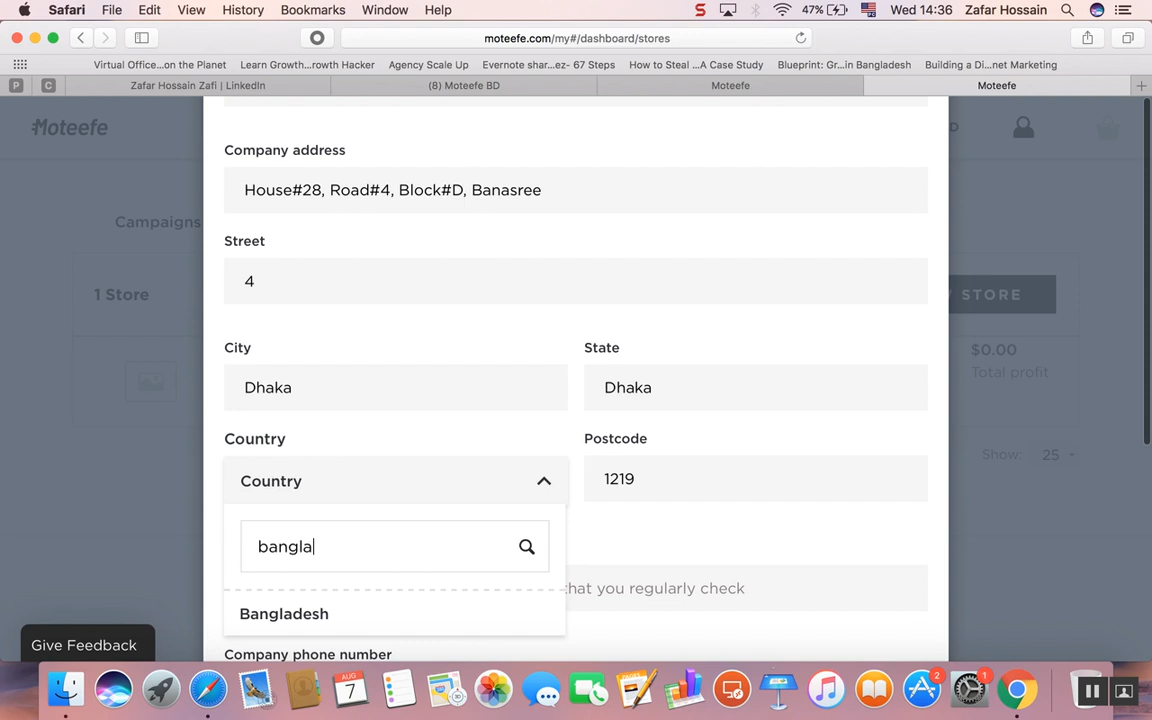 Safari File Edit View History Bookmarks Window Help S 47% Wed 14:36 Zafar Hossain
moteefe.com/my#/dashboard/stores
Virtual Office...on the Planet Learn Growth...rowth Hacker Agency Scale Up Evernote shar...ez- 67 Steps How to Steal ...A Case Study Blueprint: Gr...in Bangladesh Building a Di...net Marketing
P C Zafar Hossain Zafi | LinkedIn (8) Moteefe BD Moteefe Moteefe
Moteefe D
Company address
House#28, Road#4, Block#D, Banasree
Campaigns
Street
4
1 Store STORE
City State
$0.00
Dhaka Dhaka
Total profit
Country Postcode
Show: 25
Country 1219
bangla
that you regularly check
Bangladesh
Give Feedback
Company phone number
AUG
7
2
1